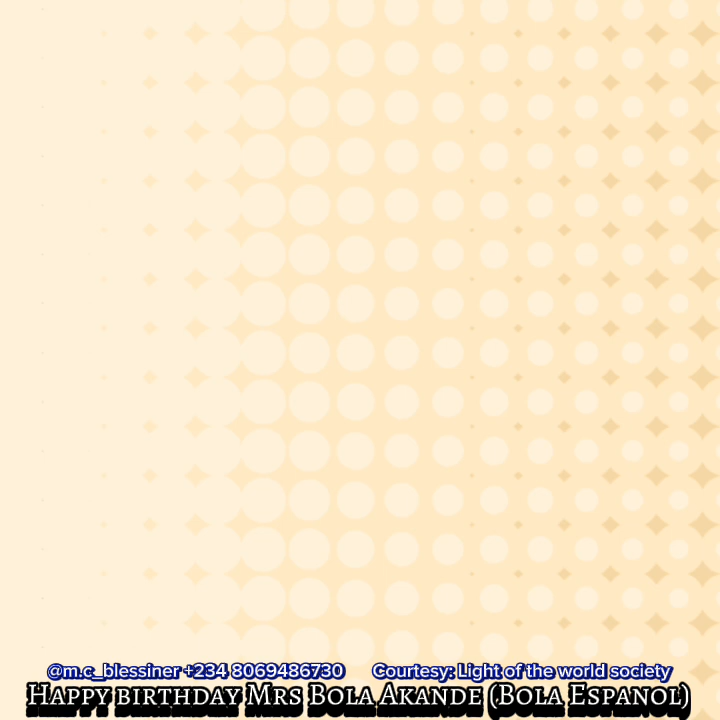 @m.c_blessiner +234 8069486730 Courtesy: Light of the world society
Happy birthday Mrs Bola Akande (Bola Espanol)